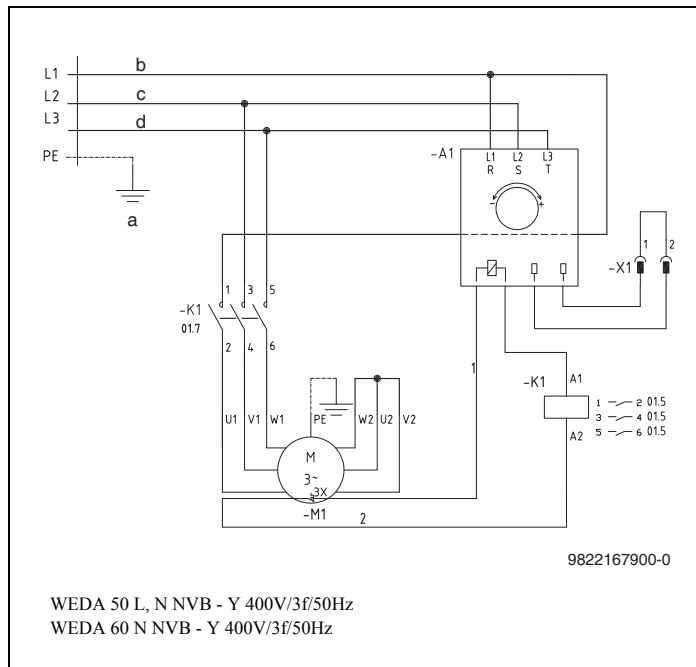 L1 b
L2 c
L3 d
PE
a
-A1
L1 L2 L3
R S T
- +
1 2
-X1
1 3 5
-K1
01.7
2 4 6
1
-K1
A1
1 2 01.5
3 4 01.5
5 6 01.5
A2
U1 V1 W1 PE W2 U2 V2
M
3~
3X
-M1
2
9822167900-0
WEDA 50 L, N NVB - Y 400V/3f/50Hz
WEDA 60 N NVB - Y 400V/3f/50Hz